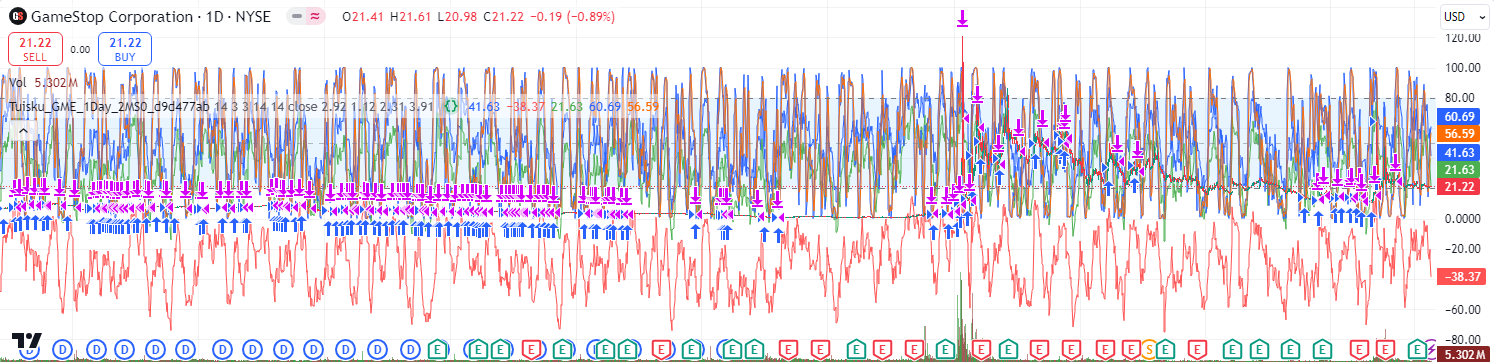 GameStop Corporation · 1D · NYSE O21.41 H21.61 L20.98 C21.22 −0.19 (−0.89%)
USD
21.22
SELL
0.00
21.22
BUY
Vol 5.302 M
Tuisku_GME_1Day_2MS0_d9d477ab 14 3 3 14 14 close 2.92 1.12 2.31 3.91 {} 41.63 −38.37 21.63 60.69 56.59
120.00
100.00
80.00
60.69
56.59
41.63
21.63
21.22
0.0000
−20.00
−38.37
−60.00
−80.00
5.302 M
D D D D D D D D D D D D D E E E E E E E E E E E E E E E E E E E E E E S E E E E E E E E